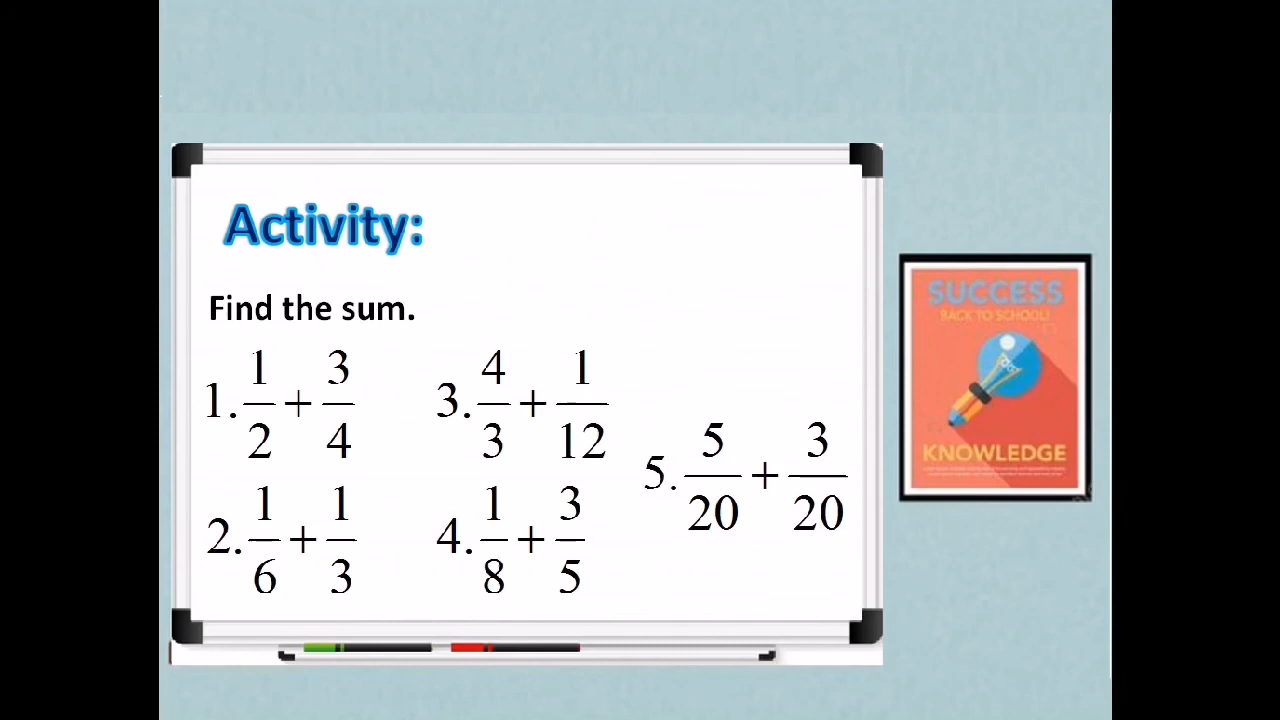 Activity:
Find the sum.
1. 1/2 + 3/4
2. 1/6 + 1/3
3. 4/3 + 1/12
4. 1/8 + 3/5
5. 5/20 + 3/20
SUCCESS
BACK TO SCHOOL!
KNOWLEDGE